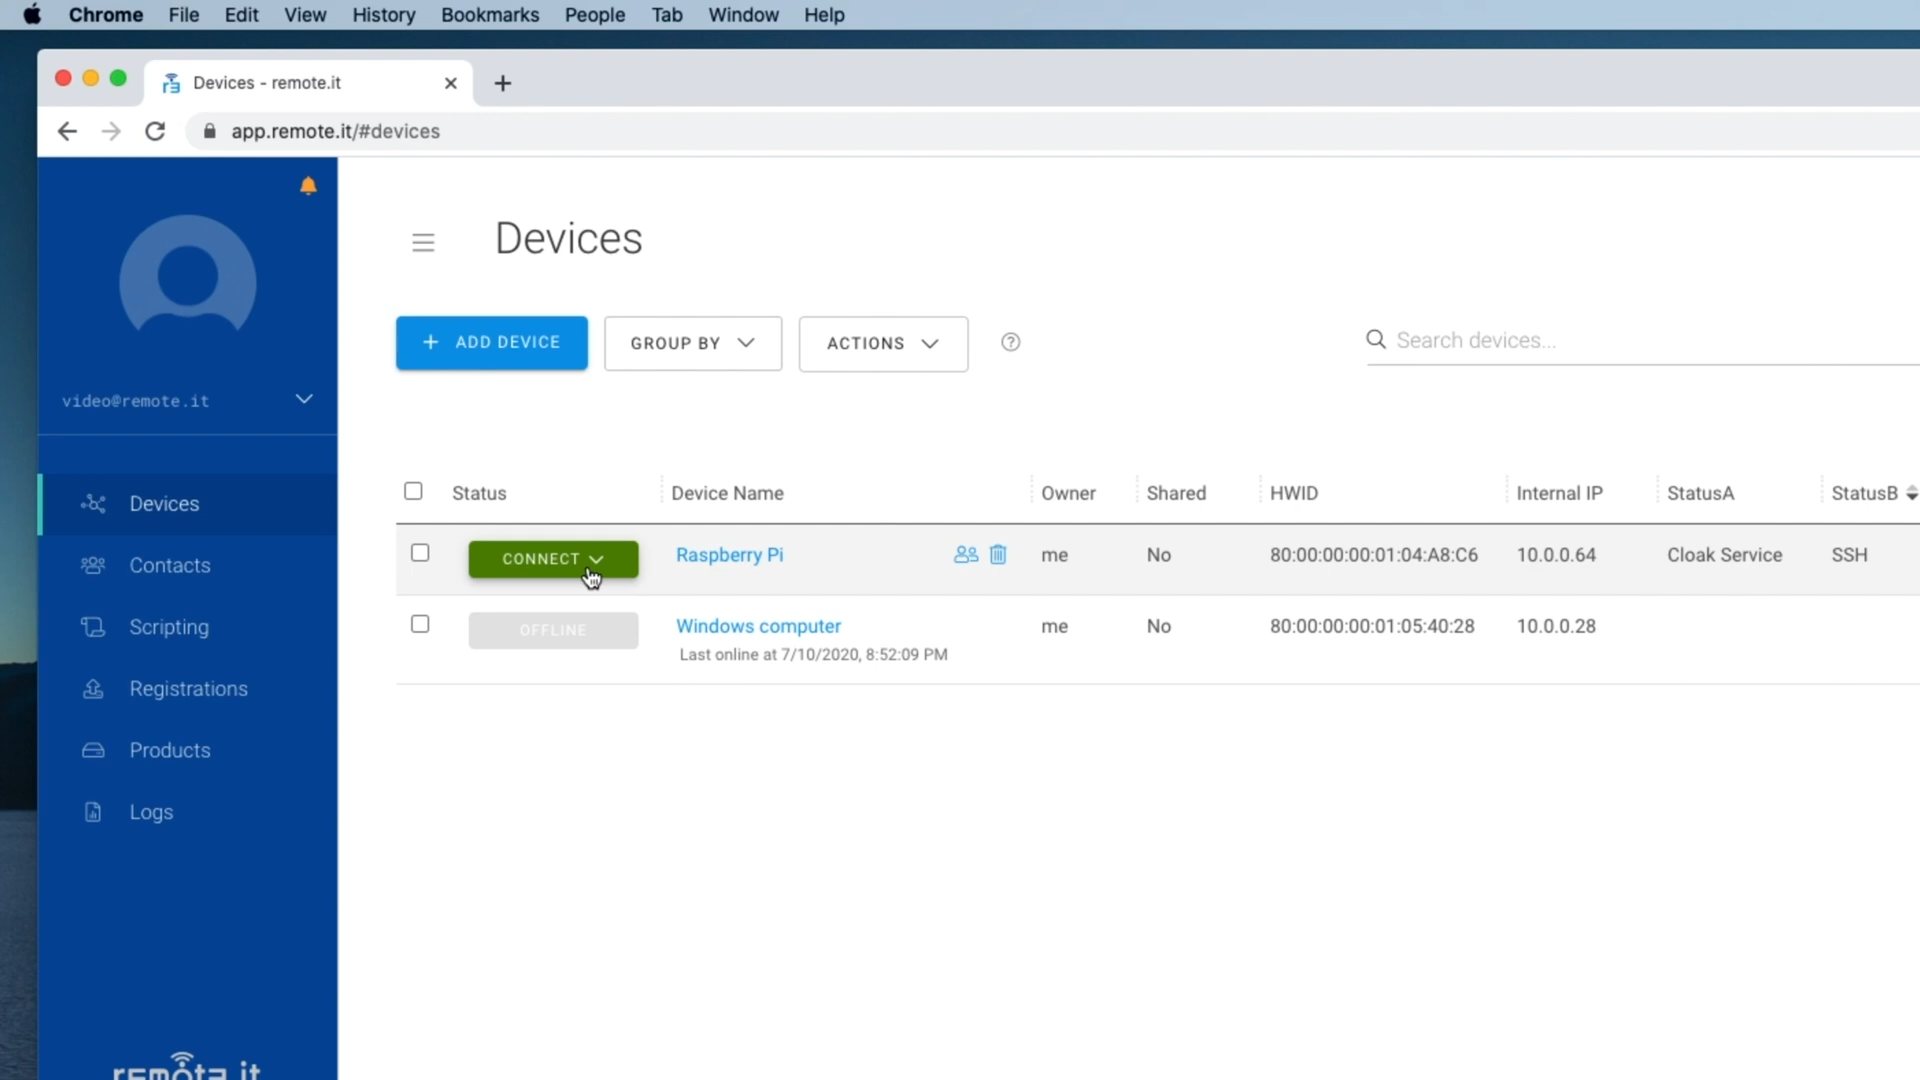 Chrome File Edit View History Bookmarks People Tab Window Help
Devices - remote.it
app.remote.it/#devices
Devices
+ ADD DEVICE
GROUP BY
ACTIONS
Search devices...
video@remote.it
Devices
Contacts
Scripting
Registrations
Products
Logs
remote.it
Status Device Name Owner Shared HWID Internal IP StatusA StatusB
CONNECT Raspberry Pi me No 80:00:00:00:01:04:A8:C6 10.0.0.64 Cloak Service SSH
OFFLINE Windows computer me No 80:00:00:00:01:05:40:28 10.0.0.28
Last online at 7/10/2020, 8:52:09 PM